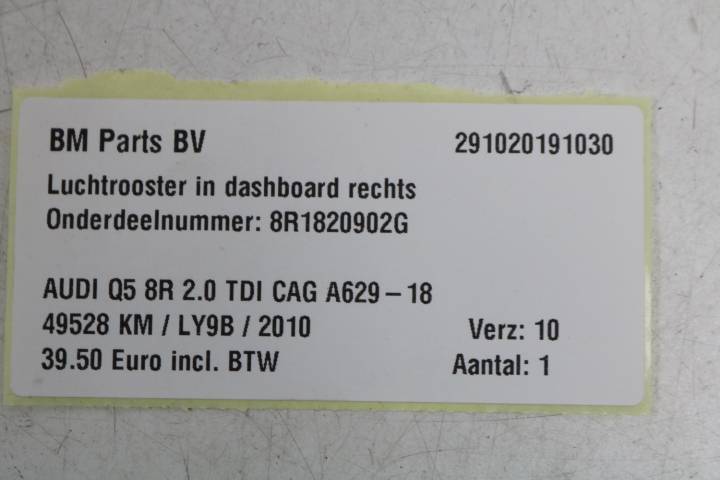 BM Parts BV 291020191030
Luchtrooster in dashboard rechts
Onderdeelnummer: 8R1820902G
AUDI Q5 8R 2.0 TDI CAG A629-18
49528 KM / LY9B / 2010 Verz: 10
39.50 Euro incl. BTW Aantal: 1